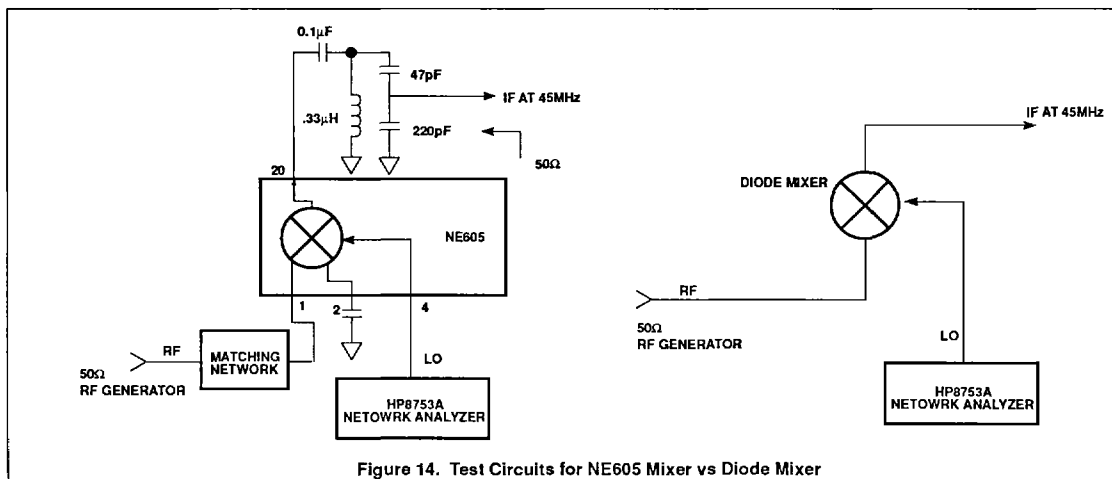 0.1µF
47pF
IF AT 45MHz
.33µH
220pF
50Ω
20
NE605
1
2
4
RF
MATCHING
NETWORK
50Ω
RF GENERATOR
LO
HP8753A
NETOWRK ANALYZER
IF AT 45MHz
DIODE MIXER
RF
50Ω
RF GENERATOR
LO
HP8753A
NETOWRK ANALYZER
Figure 14. Test Circuits for NE605 Mixer vs Diode Mixer